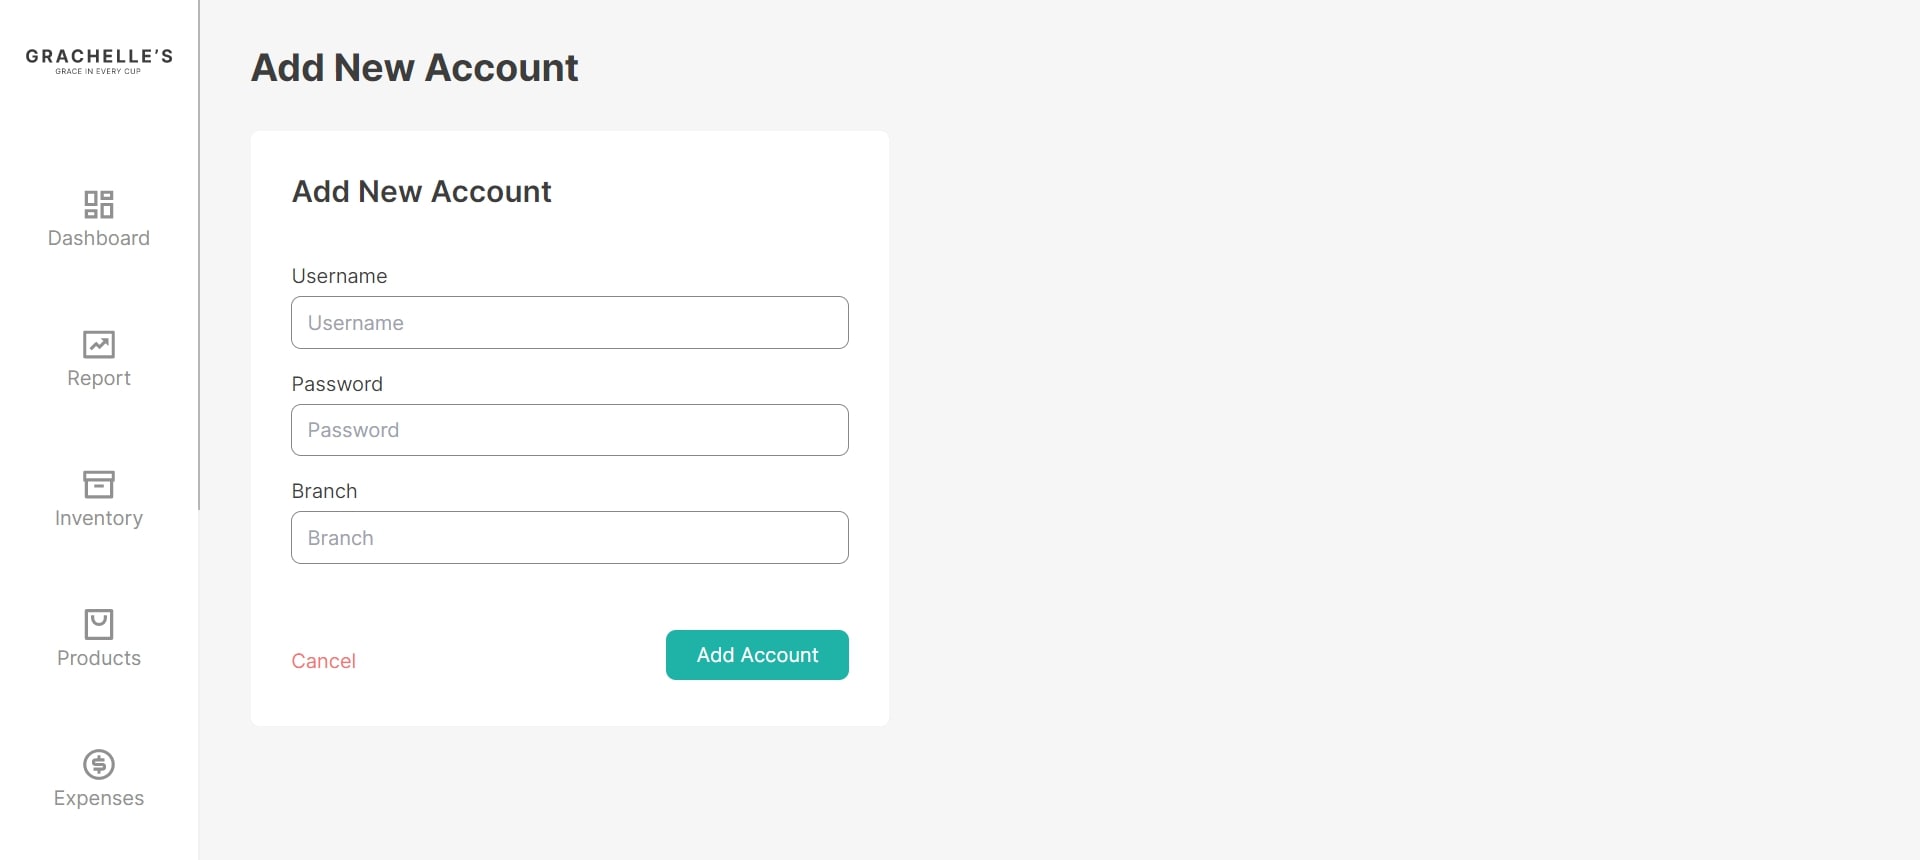 GRACHELLE’S
GRACE IN EVERY CUP
Dashboard
Report
Inventory
Products
Expenses
Add New Account
Add New Account
Username
Username
Password
Password
Branch
Branch
Cancel
Add Account